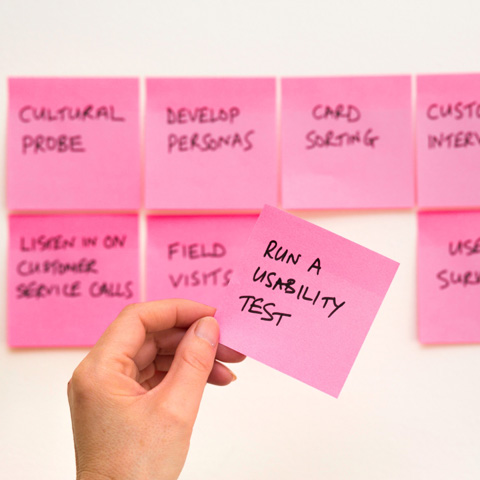 CULTURAL
PROBE
DEVELOP
PERSONAS
CARD
SORTING
LISTEN IN ON
CUSTOMER
SERVICE CALLS
FIELD
VISITS
RUN A
USABILITY
TEST